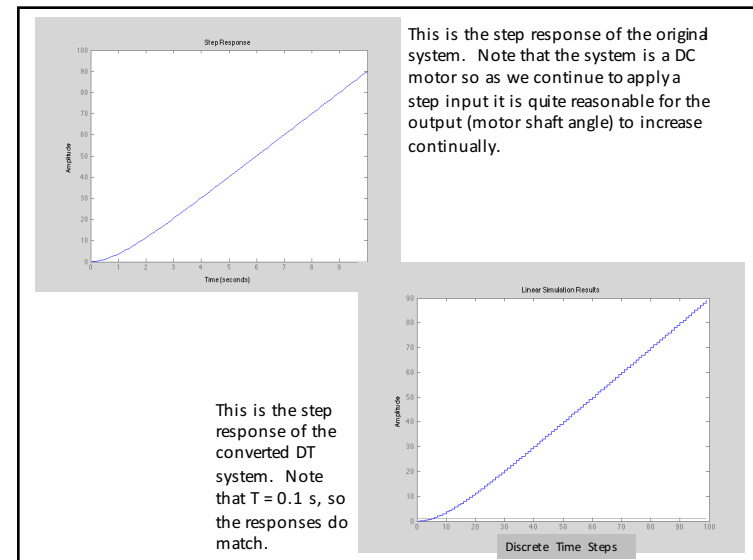 Step Response
100
90
80
70
60
50
40
30
20
10
0
Amplitude
0 1 2 3 4 5 6 7 8 9
Time (seconds)
This is the step response of the original
system. Note that the system is a DC
motor so as we continue to apply a
step input it is quite reasonable for the
output (motor shaft angle) to increase
continually.
Linear Simulation Results
90
80
70
60
50
40
30
20
10
0
Amplitude
0 10 20 30 40 50 60 70 80 90 100
Discrete Time Steps
This is the step
response of the
converted DT
system. Note
that T = 0.1 s, so
the responses do
match.